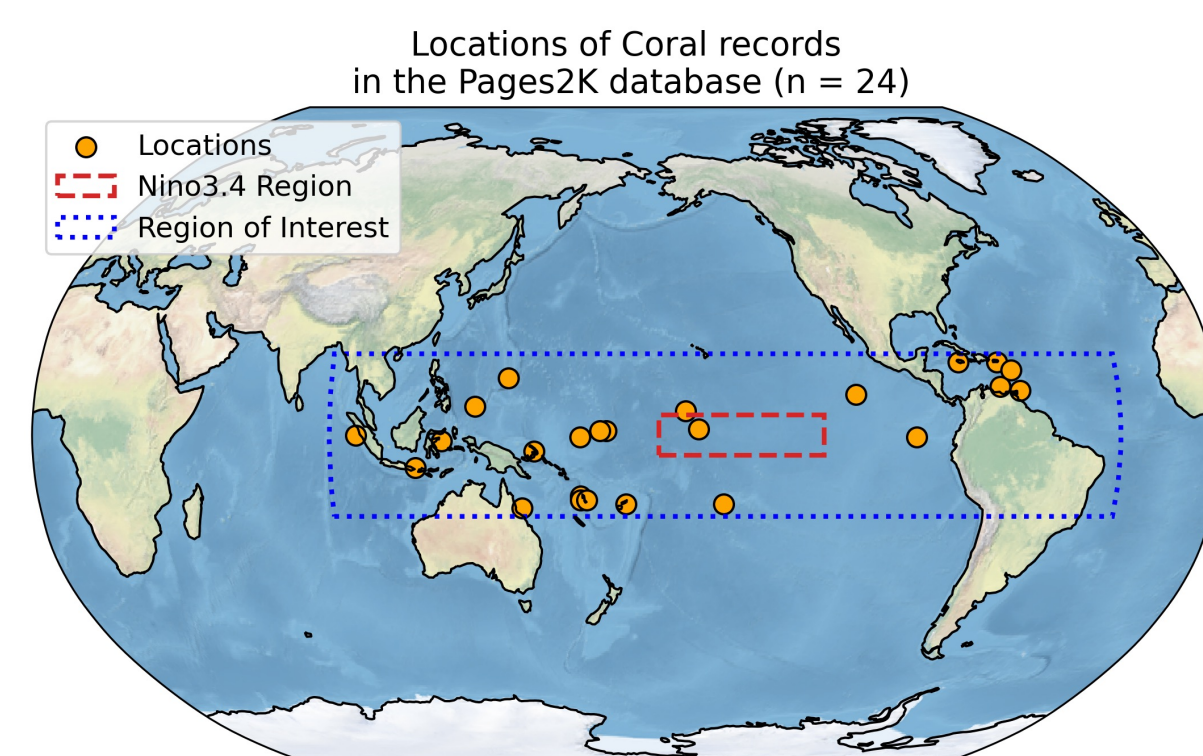 Locations of Coral records
in the Pages2K database (n = 24)
Locations
Nino3.4 Region
Region of Interest